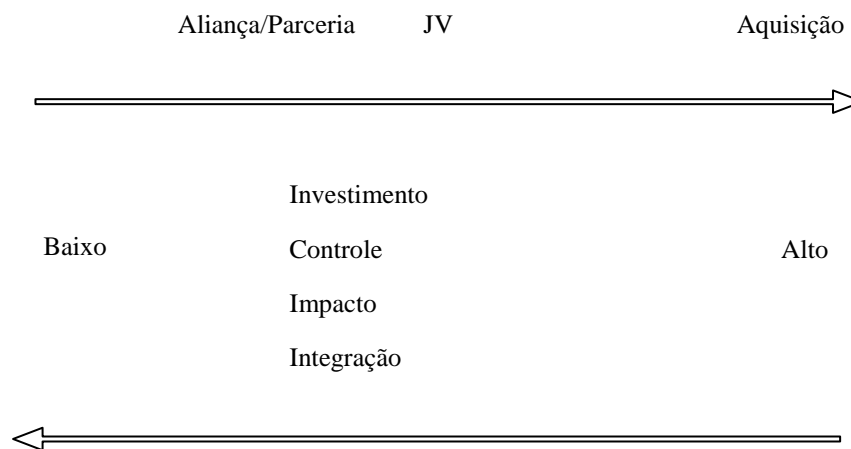 Aliança/Parceria JV Aquisição
Investimento
Baixo Controle Alto
Impacto
Integração